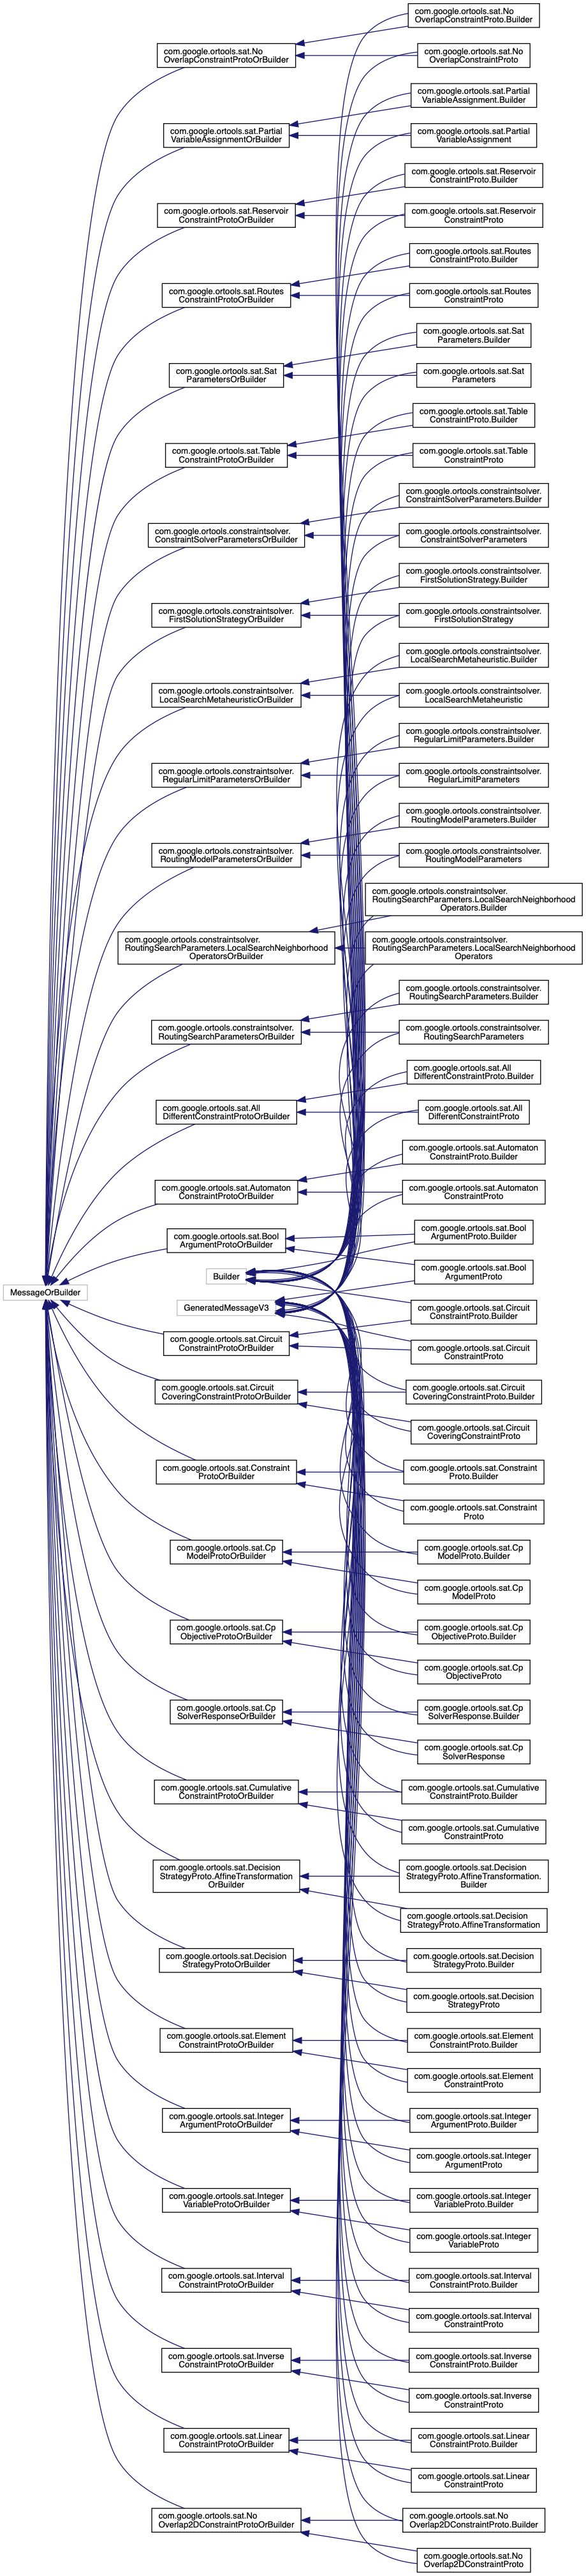 com.google.ortools.sat.No
OverlapConstraintProto.Builder
com.google.ortools.sat.No
OverlapConstraintProtoOrBuilder
com.google.ortools.sat.No
OverlapConstraintProto
com.google.ortools.sat.Partial
VariableAssignment.Builder
com.google.ortools.sat.Partial
VariableAssignmentOrBuilder
com.google.ortools.sat.Partial
VariableAssignment
com.google.ortools.sat.Reservoir
ConstraintProto.Builder
com.google.ortools.sat.Reservoir
ConstraintProtoOrBuilder
com.google.ortools.sat.Reservoir
ConstraintProto
com.google.ortools.sat.Routes
ConstraintProto.Builder
com.google.ortools.sat.Routes
ConstraintProtoOrBuilder
com.google.ortools.sat.Routes
ConstraintProto
com.google.ortools.sat.Sat
Parameters.Builder
com.google.ortools.sat.Sat
ParametersOrBuilder
com.google.ortools.sat.Sat
Parameters
com.google.ortools.sat.Table
ConstraintProto.Builder
com.google.ortools.sat.Table
ConstraintProtoOrBuilder
com.google.ortools.sat.Table
ConstraintProto
com.google.ortools.constraintsolver.
ConstraintSolverParameters.Builder
com.google.ortools.constraintsolver.
ConstraintSolverParametersOrBuilder
com.google.ortools.constraintsolver.
ConstraintSolverParameters
com.google.ortools.constraintsolver.
FirstSolutionStrategy.Builder
com.google.ortools.constraintsolver.
FirstSolutionStrategyOrBuilder
com.google.ortools.constraintsolver.
FirstSolutionStrategy
com.google.ortools.constraintsolver.
LocalSearchMetaheuristic.Builder
com.google.ortools.constraintsolver.
LocalSearchMetaheuristicOrBuilder
com.google.ortools.constraintsolver.
LocalSearchMetaheuristic
com.google.ortools.constraintsolver.
RegularLimitParameters.Builder
com.google.ortools.constraintsolver.
RegularLimitParametersOrBuilder
com.google.ortools.constraintsolver.
RegularLimitParameters
com.google.ortools.constraintsolver.
RoutingModelParameters.Builder
com.google.ortools.constraintsolver.
RoutingModelParametersOrBuilder
com.google.ortools.constraintsolver.
RoutingModelParameters
com.google.ortools.constraintsolver.
RoutingSearchParameters.LocalSearchNeighborhood
Operators.Builder
com.google.ortools.constraintsolver.
RoutingSearchParameters.LocalSearchNeighborhood
OperatorsOrBuilder
com.google.ortools.constraintsolver.
RoutingSearchParameters.LocalSearchNeighborhood
Operators
com.google.ortools.constraintsolver.
RoutingSearchParameters.Builder
com.google.ortools.constraintsolver.
RoutingSearchParametersOrBuilder
com.google.ortools.constraintsolver.
RoutingSearchParameters
com.google.ortools.sat.All
DifferentConstraintProto.Builder
com.google.ortools.sat.All
DifferentConstraintProtoOrBuilder
com.google.ortools.sat.All
DifferentConstraintProto
com.google.ortools.sat.Automaton
ConstraintProto.Builder
com.google.ortools.sat.Automaton
ConstraintProtoOrBuilder
com.google.ortools.sat.Automaton
ConstraintProto
com.google.ortools.sat.Bool
ArgumentProto.Builder
com.google.ortools.sat.Bool
ArgumentProtoOrBuilder
com.google.ortools.sat.Bool
ArgumentProto
Builder
MessageOrBuilder
GeneratedMessageV3
com.google.ortools.sat.Circuit
ConstraintProto.Builder
com.google.ortools.sat.Circuit
ConstraintProtoOrBuilder
com.google.ortools.sat.Circuit
ConstraintProto
com.google.ortools.sat.Circuit
CoveringConstraintProtoOrBuilder
com.google.ortools.sat.Circuit
CoveringConstraintProto.Builder
com.google.ortools.sat.Circuit
CoveringConstraintProto
com.google.ortools.sat.Constraint
ProtoOrBuilder
com.google.ortools.sat.Constraint
Proto.Builder
com.google.ortools.sat.Constraint
Proto
com.google.ortools.sat.Cp
ModelProtoOrBuilder
com.google.ortools.sat.Cp
ModelProto.Builder
com.google.ortools.sat.Cp
ModelProto
com.google.ortools.sat.Cp
ObjectiveProtoOrBuilder
com.google.ortools.sat.Cp
ObjectiveProto.Builder
com.google.ortools.sat.Cp
ObjectiveProto
com.google.ortools.sat.Cp
SolverResponseOrBuilder
com.google.ortools.sat.Cp
SolverResponse.Builder
com.google.ortools.sat.Cp
SolverResponse
com.google.ortools.sat.Cumulative
ConstraintProtoOrBuilder
com.google.ortools.sat.Cumulative
ConstraintProto.Builder
com.google.ortools.sat.Cumulative
ConstraintProto
com.google.ortools.sat.Decision
StrategyProto.AffineTransformation
OrBuilder
com.google.ortools.sat.Decision
StrategyProto.AffineTransformation.
Builder
com.google.ortools.sat.Decision
StrategyProto.AffineTransformation
com.google.ortools.sat.Decision
StrategyProtoOrBuilder
com.google.ortools.sat.Decision
StrategyProto.Builder
com.google.ortools.sat.Decision
StrategyProto
com.google.ortools.sat.Element
ConstraintProtoOrBuilder
com.google.ortools.sat.Element
ConstraintProto.Builder
com.google.ortools.sat.Element
ConstraintProto
com.google.ortools.sat.Integer
ArgumentProtoOrBuilder
com.google.ortools.sat.Integer
ArgumentProto.Builder
com.google.ortools.sat.Integer
ArgumentProto
com.google.ortools.sat.Integer
VariableProtoOrBuilder
com.google.ortools.sat.Integer
VariableProto.Builder
com.google.ortools.sat.Integer
VariableProto
com.google.ortools.sat.Interval
ConstraintProtoOrBuilder
com.google.ortools.sat.Interval
ConstraintProto.Builder
com.google.ortools.sat.Interval
ConstraintProto
com.google.ortools.sat.Inverse
ConstraintProtoOrBuilder
com.google.ortools.sat.Inverse
ConstraintProto.Builder
com.google.ortools.sat.Inverse
ConstraintProto
com.google.ortools.sat.Linear
ConstraintProtoOrBuilder
com.google.ortools.sat.Linear
ConstraintProto.Builder
com.google.ortools.sat.Linear
ConstraintProto
com.google.ortools.sat.No
Overlap2DConstraintProtoOrBuilder
com.google.ortools.sat.No
Overlap2DConstraintProto.Builder
com.google.ortools.sat.No
Overlap2DConstraintProto